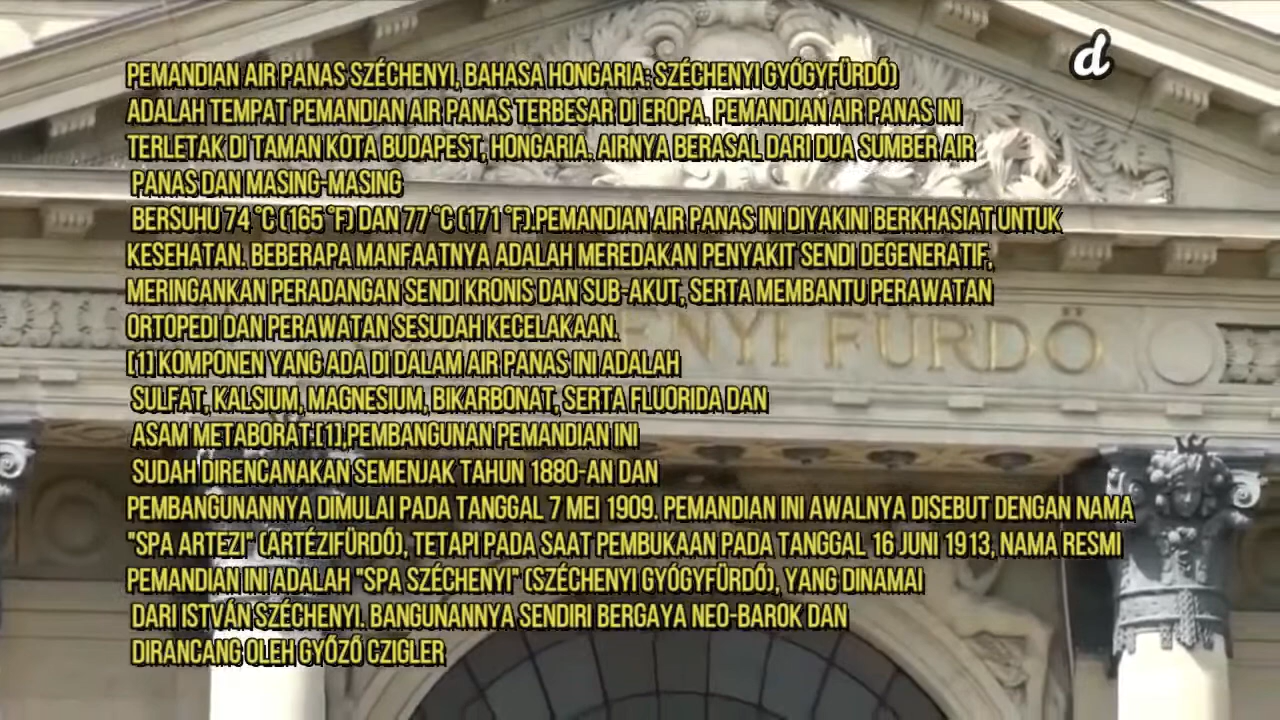 d
PEMANDIAN AIR PANAS SZÉCHENYI, BAHASA HONGARIA: SZÉCHENYI GYÓGYFÜRDŐ)
ADALAH TEMPAT PEMANDIAN AIR PANAS TERBESAR DI EROPA. PEMANDIAN AIR PANAS INI
TERLETAK DI TAMAN KOTA BUDAPEST, HONGARIA. AIRNYA BERASAL DARI DUA SUMBER AIR
PANAS DAN MASING-MASING
BERSUHU 74 °C (165 °F) DAN 77 °C (171 °F).PEMANDIAN AIR PANAS INI DIYAKINI BERKHASIAT UNTUK
KESEHATAN. BEBERAPA MANFAATNYA ADALAH MEREDAKAN PENYAKIT SENDI DEGENERATIF,
MERINGANKAN PERADANGAN SENDI KRONIS DAN SUB-AKUT, SERTA MEMBANTU PERAWATAN
ORTOPEDI DAN PERAWATAN SESUDAH KECELAKAAN.
ENYI FÜRDŐ
[1] KOMPONEN YANG ADA DI DALAM AIR PANAS INI ADALAH
SULFAT, KALSIUM, MAGNESIUM, BIKARBONAT, SERTA FLUORIDA DAN
ASAM METABORAT.[1],PEMBANGUNAN PEMANDIAN INI
SUDAH DIRENCANAKAN SEMENJAK TAHUN 1880-AN DAN
PEMBANGUNANNYA DIMULAI PADA TANGGAL 7 MEI 1909. PEMANDIAN INI AWALNYA DISEBUT DENGAN NAMA
"SPA ARTEZI" (ARTÉZIFÜRDŐ), TETAPI PADA SAAT PEMBUKAAN PADA TANGGAL 16 JUNI 1913, NAMA RESMI
PEMANDIAN INI ADALAH "SPA SZÉCHENYI" (SZÉCHENYI GYÓGYFÜRDŐ), YANG DINAMAI
DARI ISTVÁN SZÉCHENYI. BANGUNANNYA SENDIRI BERGAYA NEO-BAROK DAN
DIRANCANG OLEH GYŐZŐ CZIGLER